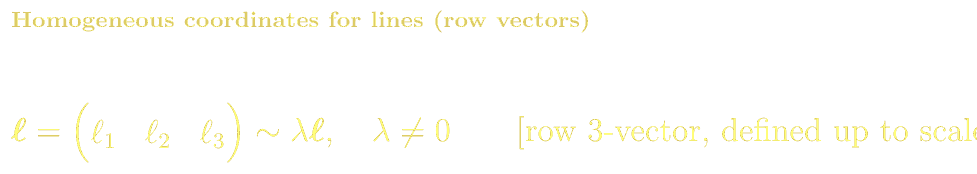 Homogeneous coordinates for lines (row vectors)
ℓ = (ℓ₁ ℓ₂ ℓ₃) ∼ λℓ, λ ≠ 0 [row 3-vector, defined up to scale